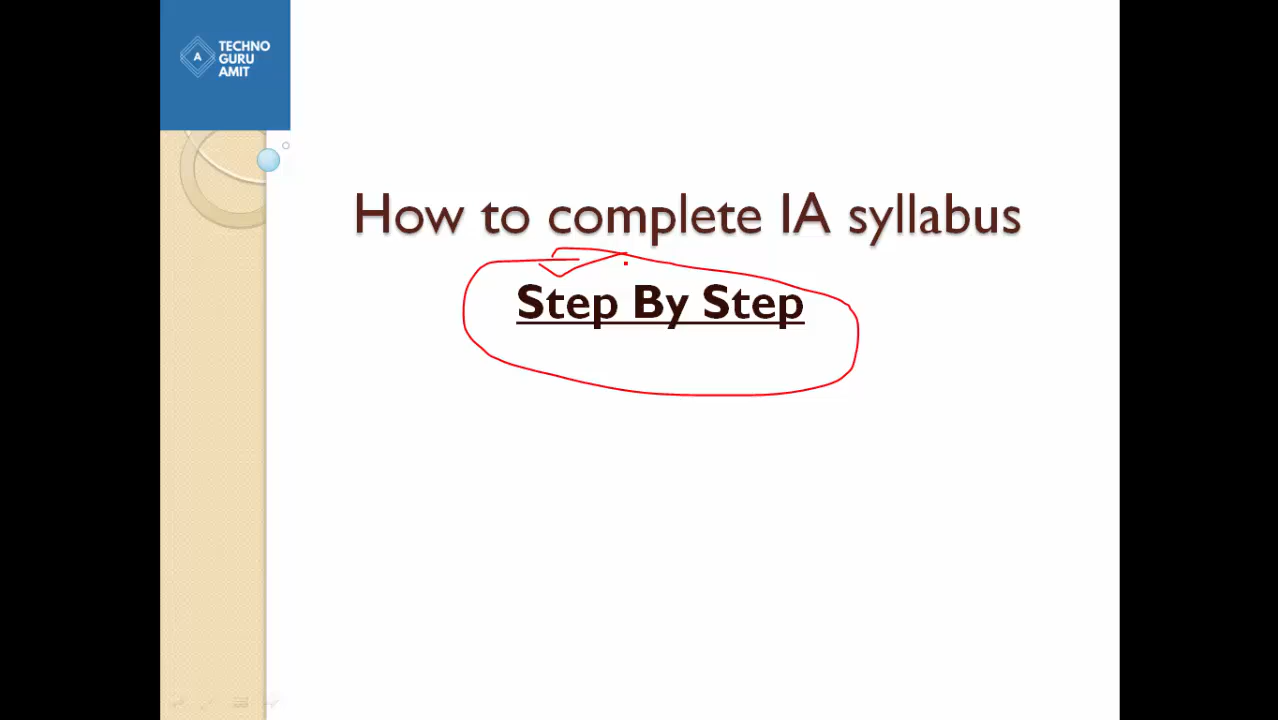 A
TECHNO
GURU
AMIT
How to complete IA syllabus
Step By Step